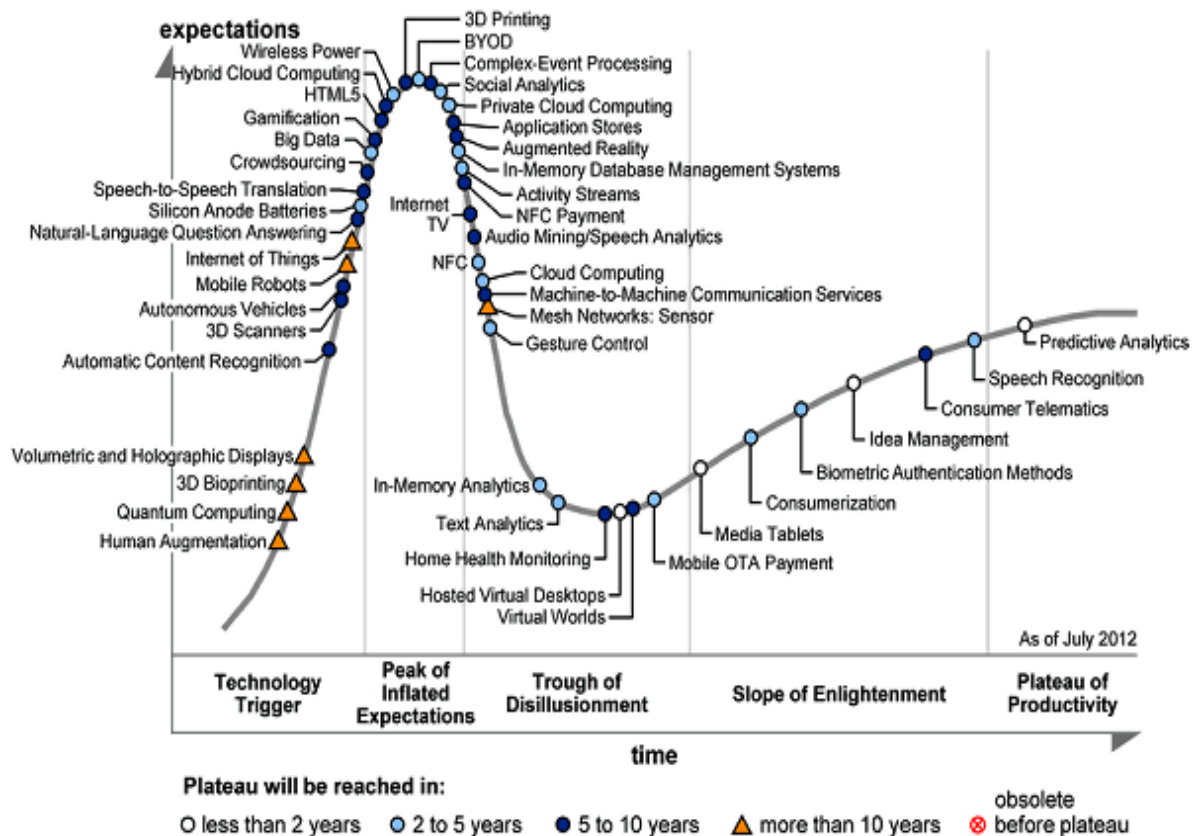 expectations
3D Printing
BYOD
Wireless Power
Complex-Event Processing
Hybrid Cloud Computing
Social Analytics
HTML5
Private Cloud Computing
Gamification
Application Stores
Big Data
Augmented Reality
Crowdsourcing
In-Memory Database Management Systems
Speech-to-Speech Translation
Activity Streams
Silicon Anode Batteries
NFC Payment
Internet
TV
Natural-Language Question Answering
Audio Mining/Speech Analytics
Internet of Things
NFC
Cloud Computing
Mobile Robots
Machine-to-Machine Communication Services
Autonomous Vehicles
Mesh Networks: Sensor
3D Scanners
Gesture Control
Automatic Content Recognition
Predictive Analytics
Speech Recognition
Consumer Telematics
Idea Management
Volumetric and Holographic Displays
Biometric Authentication Methods
3D Bioprinting
In-Memory Analytics
Consumerization
Quantum Computing
Text Analytics
Media Tablets
Human Augmentation
Home Health Monitoring
Mobile OTA Payment
Hosted Virtual Desktops
Virtual Worlds
As of July 2012
Technology
Trigger
Peak of
Inflated
Expectations
Trough of
Disillusionment
Slope of Enlightenment
Plateau of
Productivity
time
Plateau will be reached in:
less than 2 years
2 to 5 years
5 to 10 years
more than 10 years
obsolete
before plateau